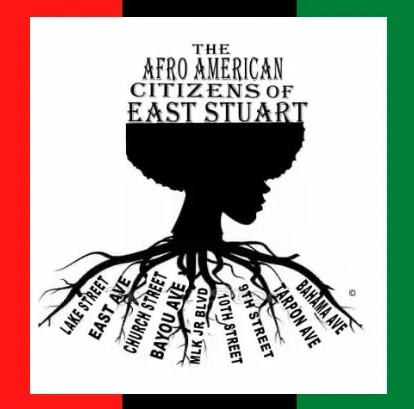 THE
AFRO AMERICAN
CITIZENS OF
EAST STUART
LAKE STREET
EAST AVE
CHURCH STREET
BAYOU AVE
MLK JR BLVD
10TH STREET
9TH STREET
TARPON AVE
BAHAMA AVE
©